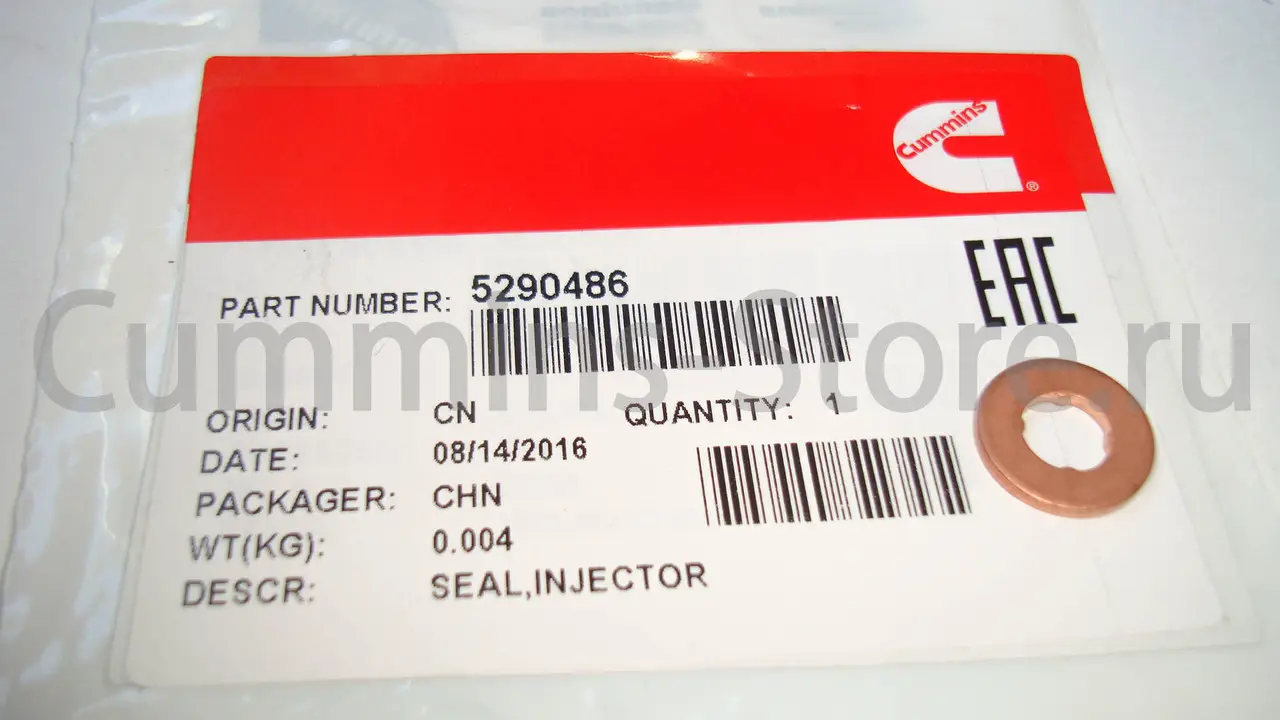 Cummins
®
EAC
PART NUMBER: 5290486
Cummins-Store.ru
ORIGIN: CN QUANTITY: 1
DATE: 08/14/2016
PACKAGER: CHN
WT(KG): 0.004
DESCR: SEAL,INJECTOR